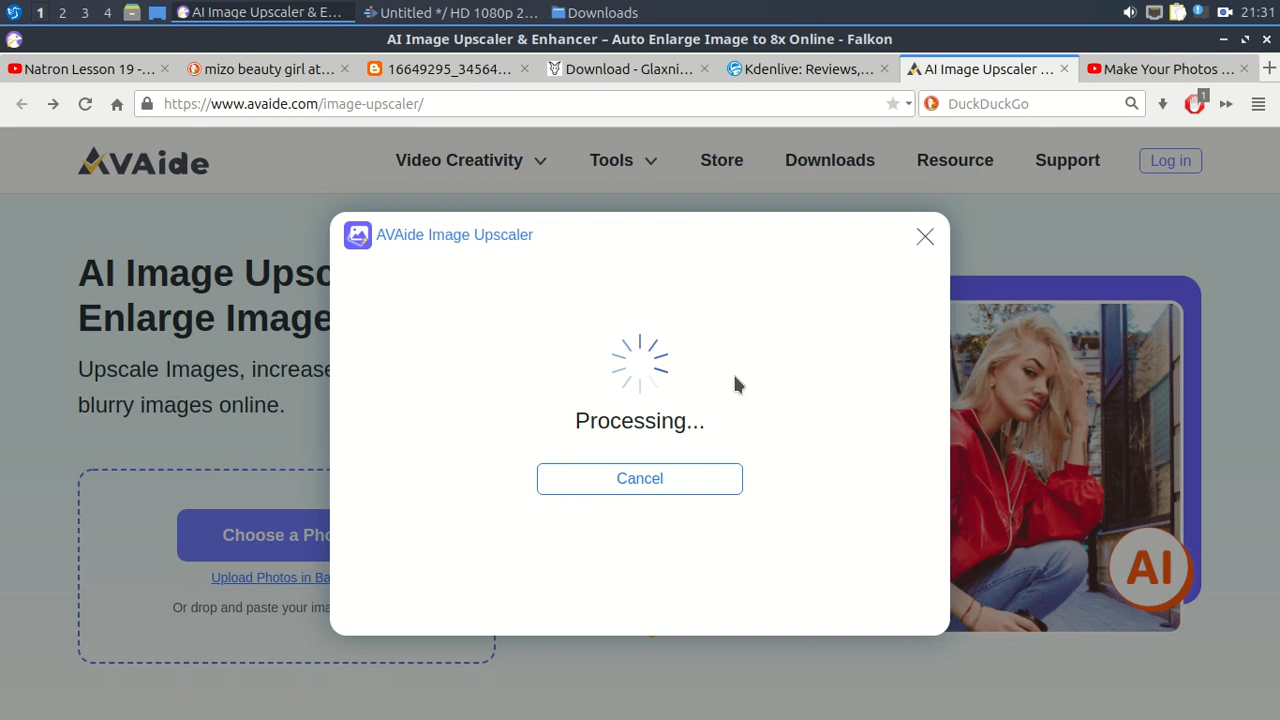 1 2 3 4 AI Image Upscaler & E... Untitled */ HD 1080p 2... Downloads 21:31
AI Image Upscaler & Enhancer – Auto Enlarge Image to 8x Online - Falkon
Natron Lesson 19 -... mizo beauty girl at... 16649295_34564... Download - Glaxni... Kdenlive: Reviews,... AI Image Upscaler ... Make Your Photos ...
https://www.avaide.com/image-upscaler/ DuckDuckGo 1
AVAide Video Creativity Tools Store Downloads Resource Support Log in
AVAide Image Upscaler
AI Image Upsc
Enlarge Image
Upscale Images, increase
blurry images online.
Processing...
Cancel
Choose a Pho
Upload Photos in Ba
Or drop and paste your ima
AI